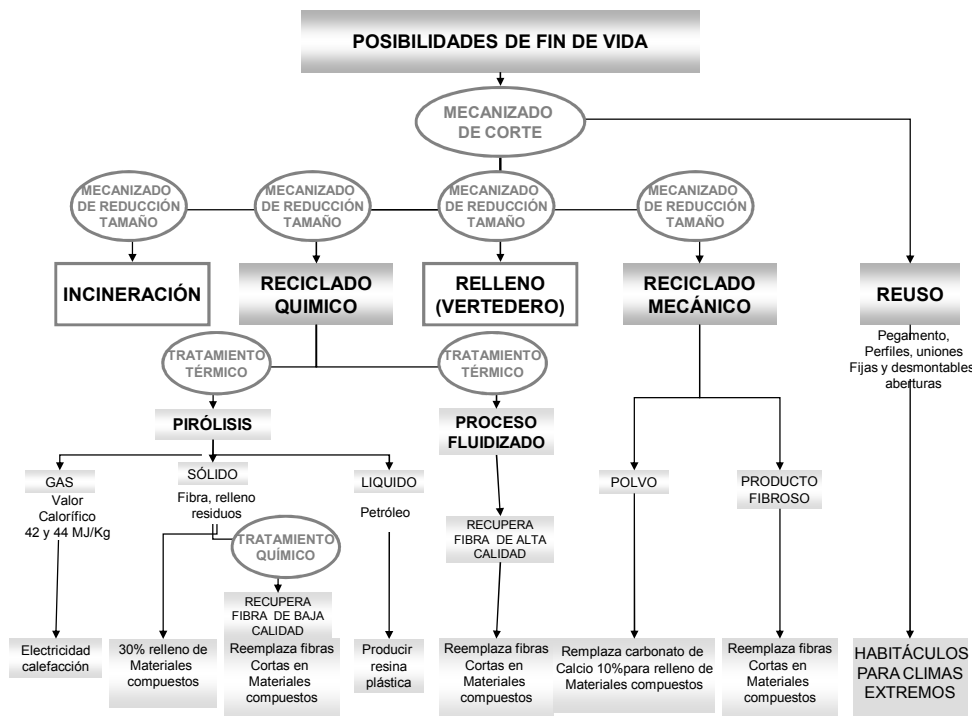 POSIBILIDADES DE FIN DE VIDA
MECANIZADO
DE CORTE
MECANIZADO
DE REDUCCIÓN
TAMAÑO
MECANIZADO
DE REDUCCIÓN
TAMAÑO
MECANIZADO
DE REDUCCIÓN
TAMAÑO
MECANIZADO
DE REDUCCIÓN
TAMAÑO
INCINERACIÓN
RECICLADO
QUIMICO
RELLENO
(VERTEDERO)
RECICLADO
MECÁNICO
REUSO
Pegamento,
Perfiles, uniones
Fijas y desmontables
aberturas
TRATAMIENTO
TÉRMICO
TRATAMIENTO
TÉRMICO
PIRÓLISIS
PROCESO
FLUIDIZADO
GAS
Valor
Calorífico
42 y 44 MJ/Kg
SÓLIDO
Fibra, relleno
residuos
LIQUIDO
Petróleo
POLVO
PRODUCTO
FIBROSO
TRATAMIENTO
QUÍMICO
RECUPERA
FIBRA DE ALTA
CALIDAD
RECUPERA
FIBRA DE BAJA
CALIDAD
Electricidad
calefacción
30% relleno de
Materiales
compuestos
Reemplaza fibras
Cortas en
Materiales
compuestos
Producir
resina
plástica
Reemplaza fibras
Cortas en
Materiales
compuestos
Remplaza carbonato de
Calcio 10%para relleno de
Materiales compuestos
Reemplaza fibras
Cortas en
Materiales
compuestos
HABITÁCULOS
PARA CLIMAS
EXTREMOS